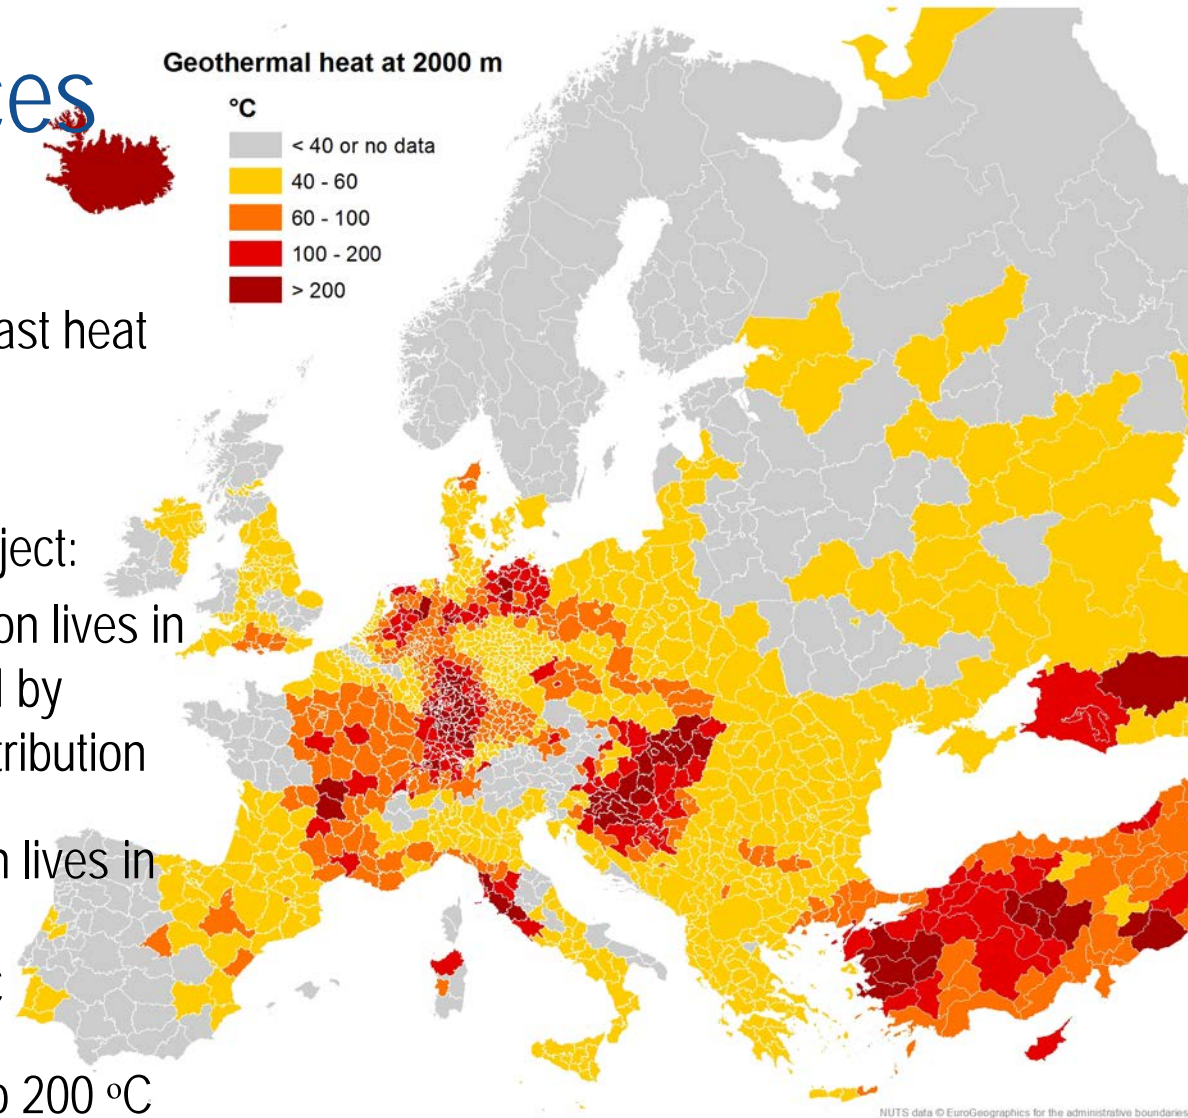 ces
Geothermal heat at 2000 m
°C
< 40 or no data
40 - 60
60 - 100
100 - 200
> 200
ast heat
ject:
on lives in
d by
tribution
n lives in
C
o 200 ºC
NUTS data © EuroGeographics for the administrative boundaries